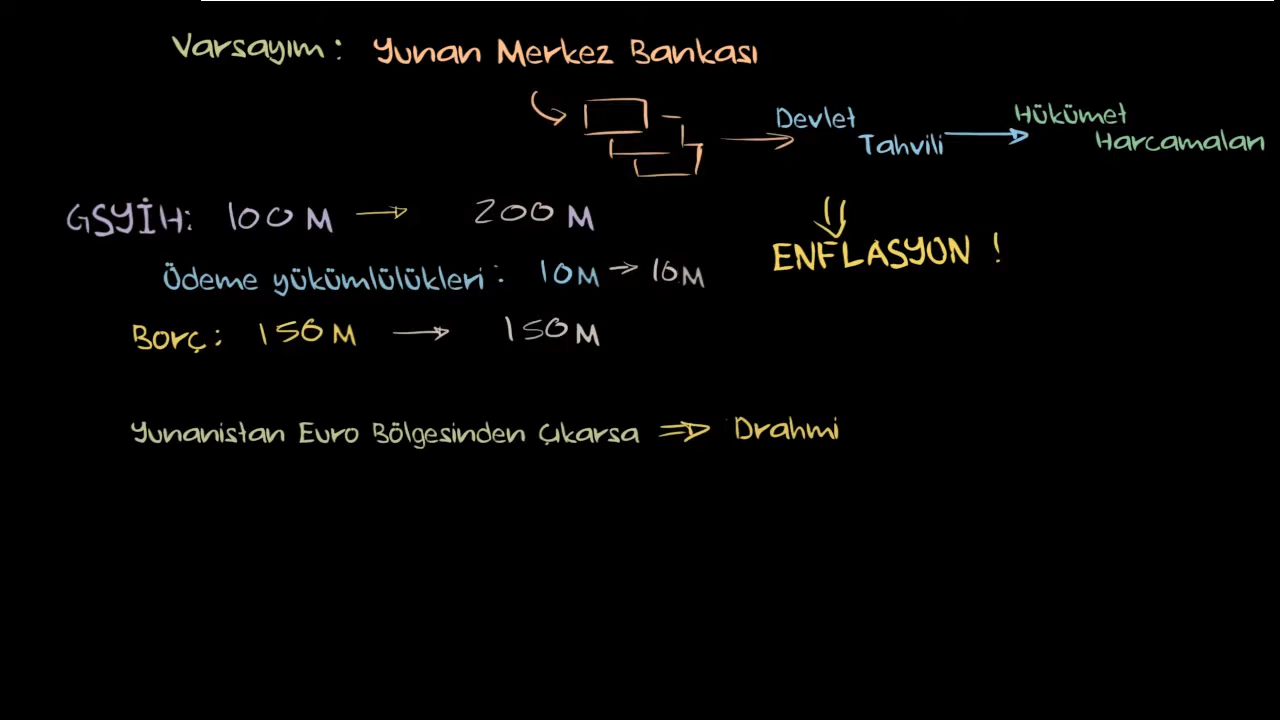 Varsayım: Yunan Merkez Bankası
Devlet Tahvili
Hükümet Harcamaları
GSYİH: 100 M → 200 M
ENFLASYON !
Ödeme yükümlülükleri: 10M → 10M
Borç: 150 M → 150 M
Yunanistan Euro Bölgesinden Çıkarsa ⇒ Drahmi